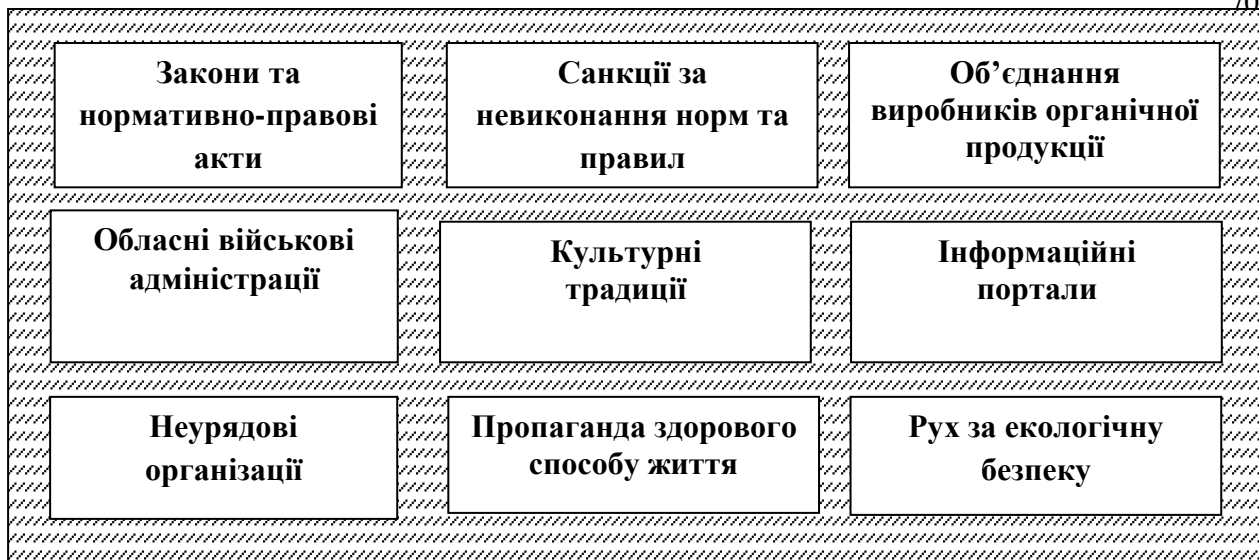 Закони та
нормативно-правові
акти
Санкції за
невиконання норм та
правил
Об’єднання
виробників органічної
продукції
Обласні військові
адміністрації
Культурні
традиції
Інформаційні
портали
Неурядові
організації
Пропаганда здорового
способу життя
Рух за екологічну
безпеку